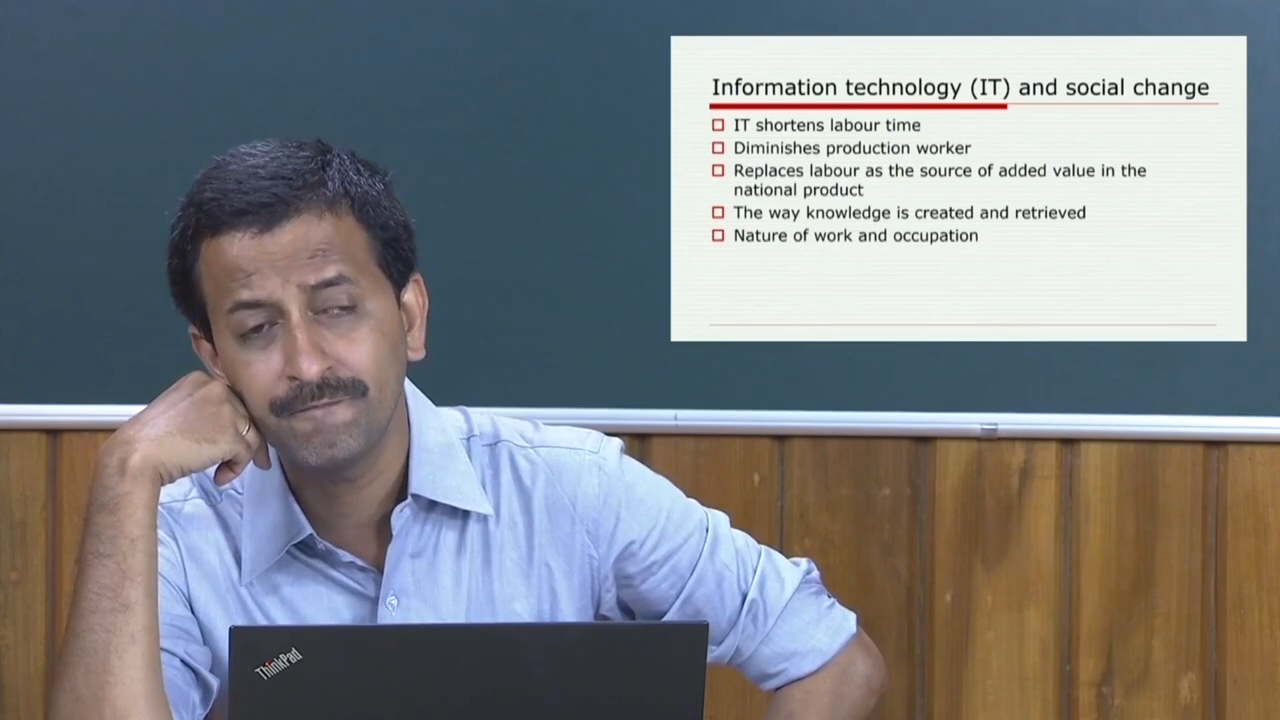 Information technology (IT) and social change
IT shortens labour time
Diminishes production worker
Replaces labour as the source of added value in the
national product
The way knowledge is created and retrieved
Nature of work and occupation
ThinkPad